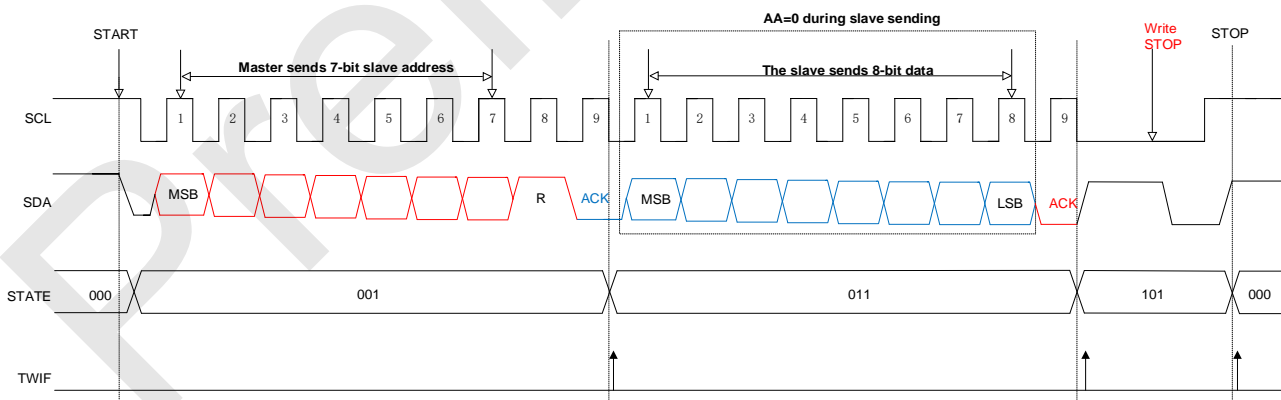 AA=0 during slave sending
START
Write
STOP
STOP
Master sends 7-bit slave address
The slave sends 8-bit data
SCL
1 2 3 4 5 6 7 8 9 1 2 3 4 5 6 7 8 9
SDA
MSB R ACK MSB LSB ACK
STATE
000 001 011 101 000
TWIF